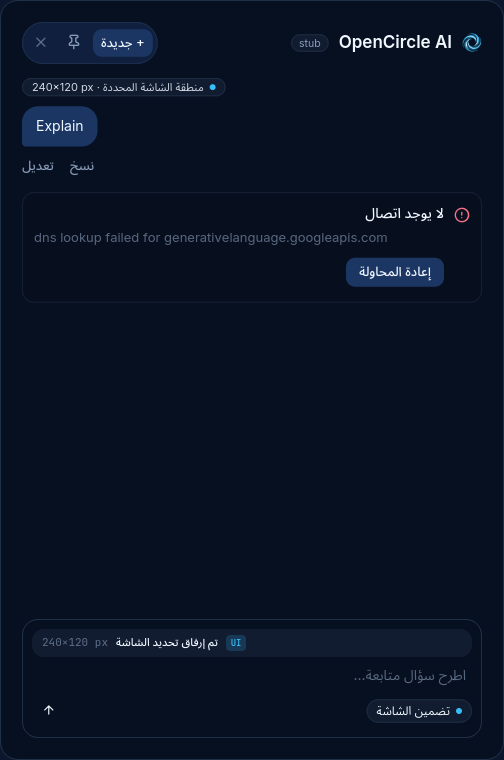 OpenCircle AI
stub
+ جديدة
منطقة الشاشة المحددة · 240×120 px
Explain
نسخ
تعديل
لا يوجد اتصال
dns lookup failed for generativelanguage.googleapis.com
إعادة المحاولة
UI تم إرفاق تحديد الشاشة 240×120 px
اطرح سؤال متابعة...
تضمين الشاشة